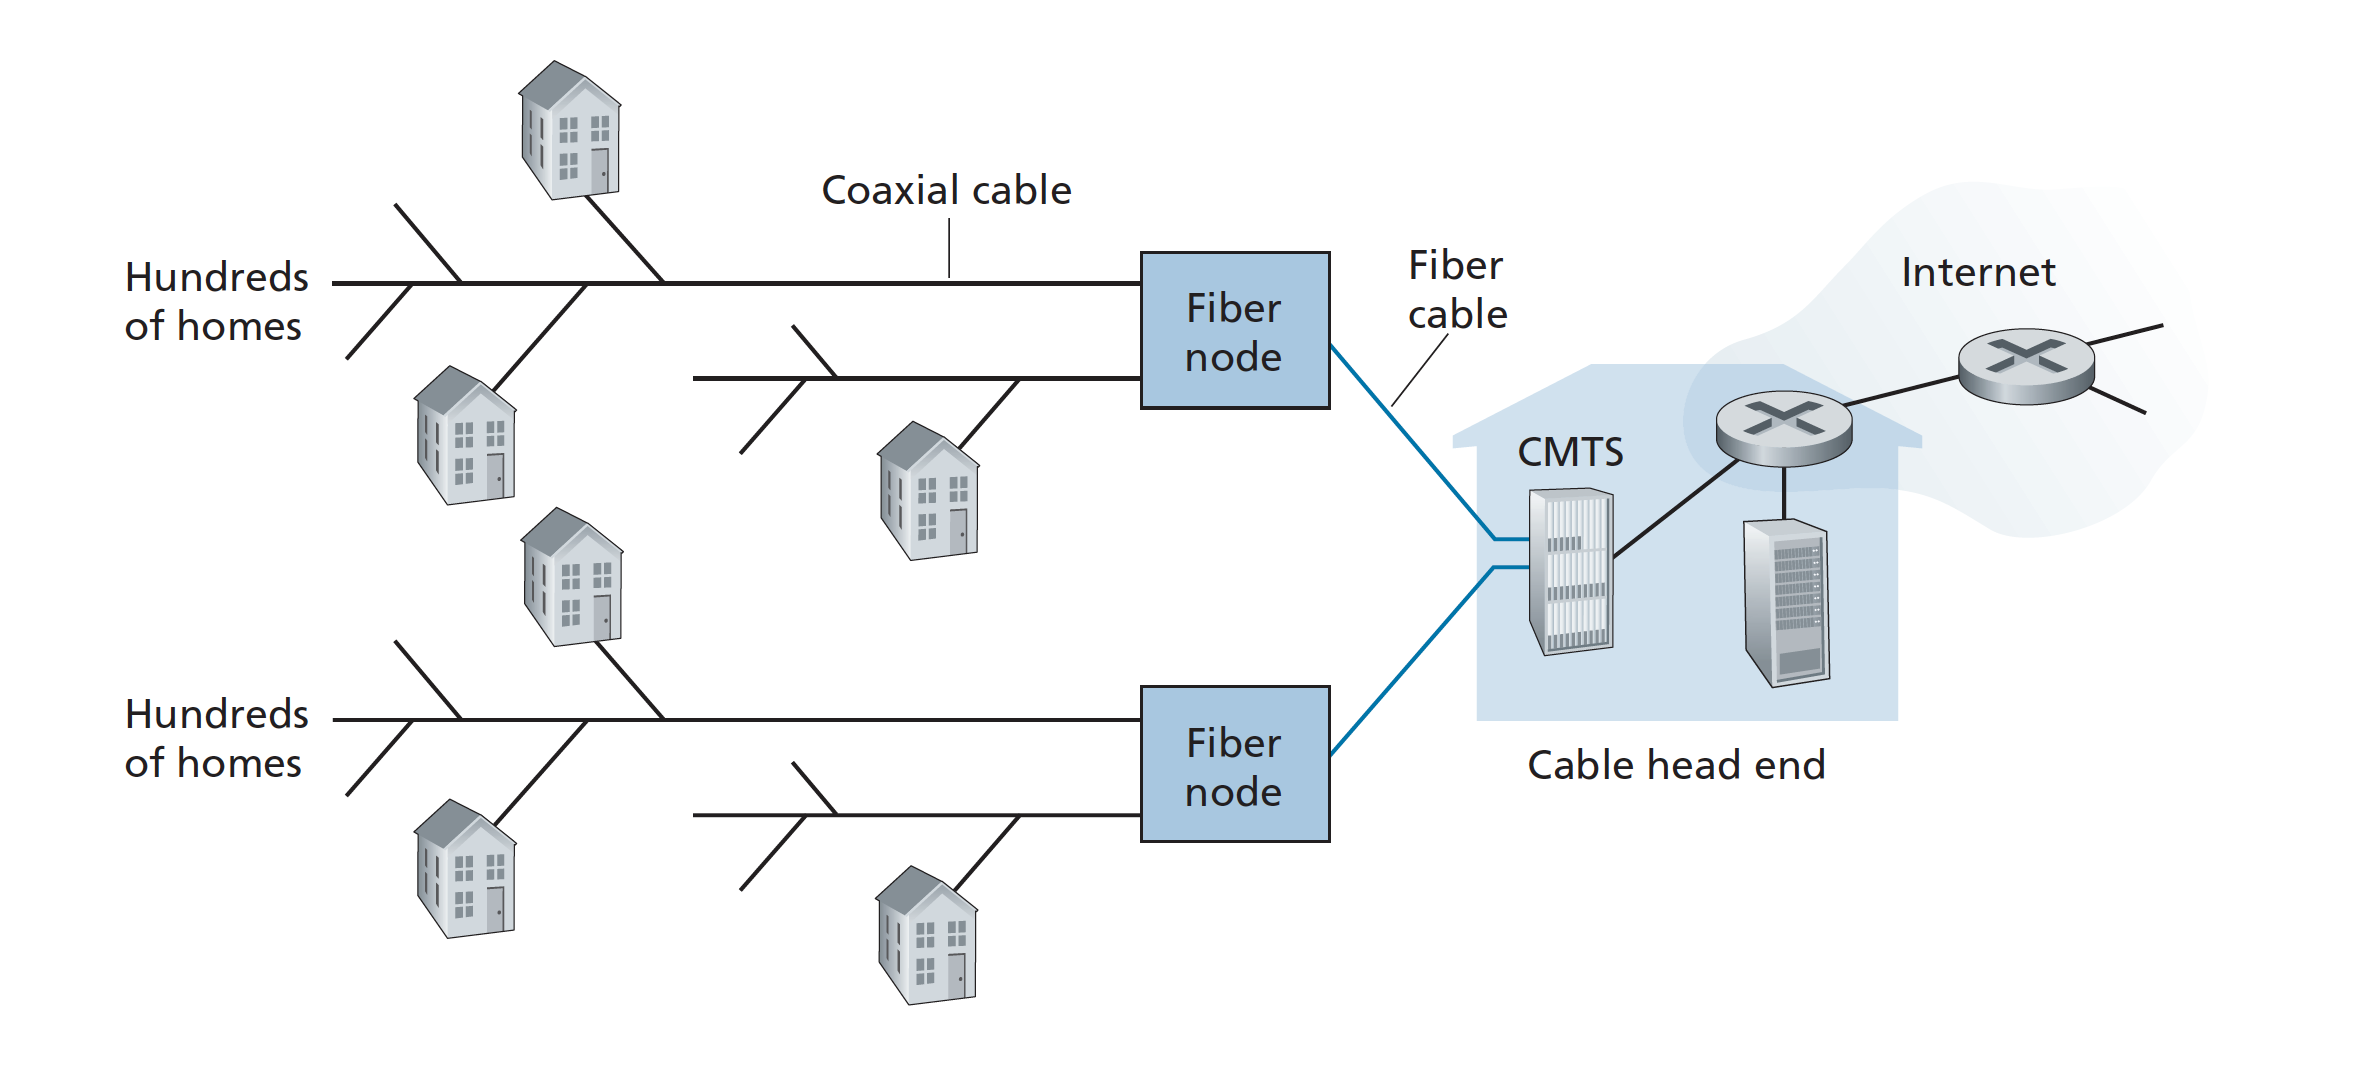 Coaxial cable
Hundreds
of homes
Fiber
node
Fiber
cable
Internet
CMTS
Hundreds
of homes
Fiber
node
Cable head end